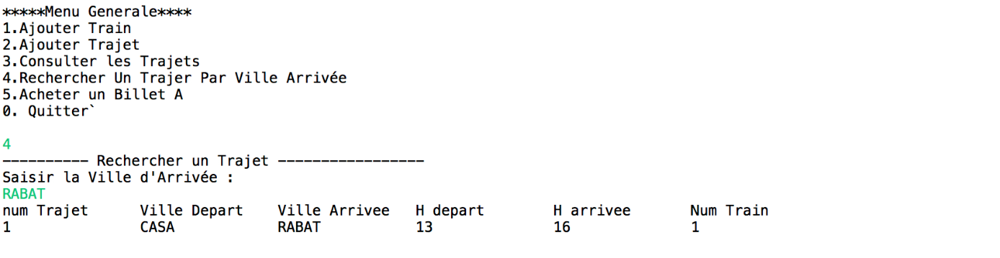 *****Menu Generale****
1.Ajouter Train
2.Ajouter Trajet
3.Consulter les Trajets
4.Rechercher Un Trajer Par Ville Arrivée
5.Acheter un Billet A
0. Quitter`
4
---------- Rechercher un Trajet -----------------
Saisir la Ville d'Arrivée :
RABAT
num Trajet Ville Depart Ville Arrivee H depart H arrivee Num Train
1 CASA RABAT 13 16 1